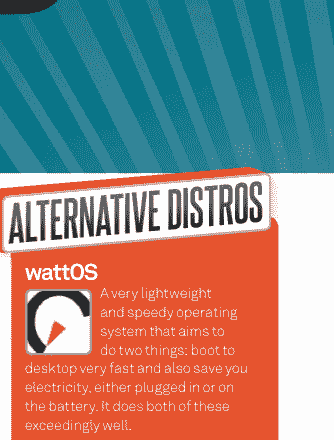 ALTERNATIVE DISTROS
wattOS
A very lightweight
and speedy operating
system that aims to
do two things: boot to
desktop very fast and also save you
electricity, either plugged in or on
the battery. It does both of these
exceedingly well.